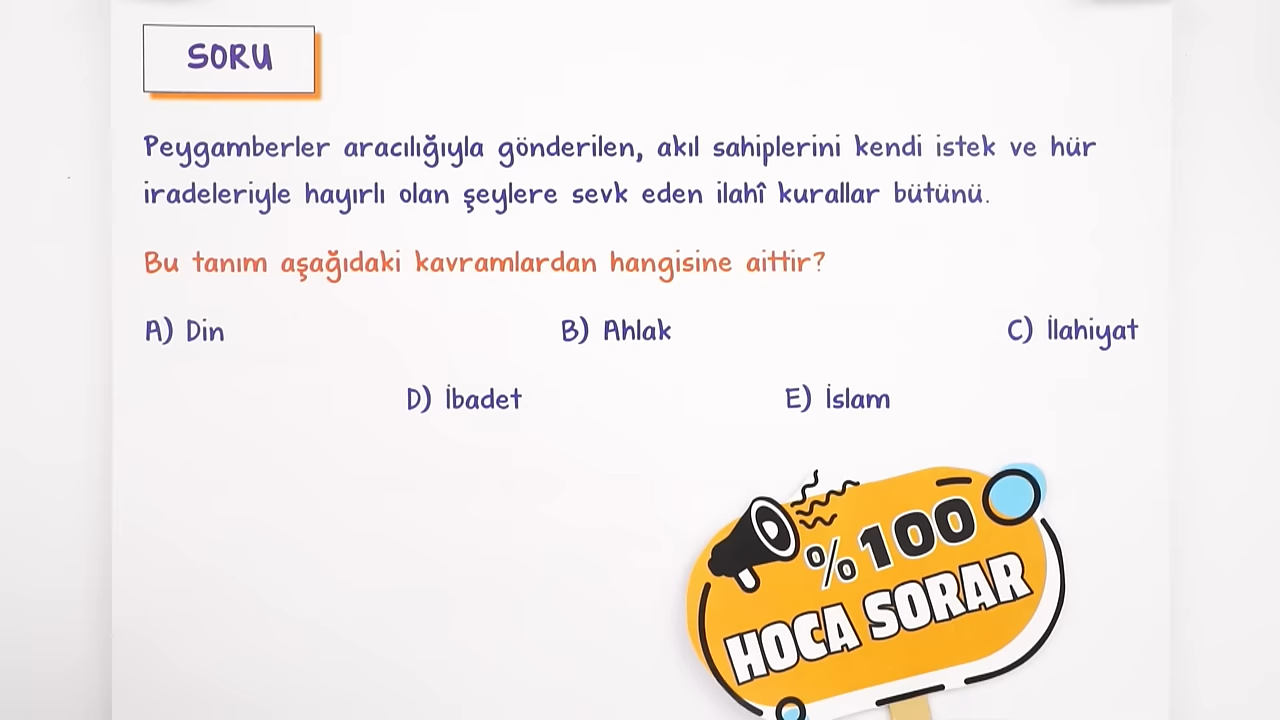 SORU
Peygamberler aracılığıyla gönderilen, akıl sahiplerini kendi istek ve hür
iradeleriyle hayırlı olan şeylere sevk eden ilahî kurallar bütünü.
Bu tanım aşağıdaki kavramlardan hangisine aittir?
A) Din B) Ahlak C) İlahiyat
D) İbadet E) İslam
%100
HOCA SORAR